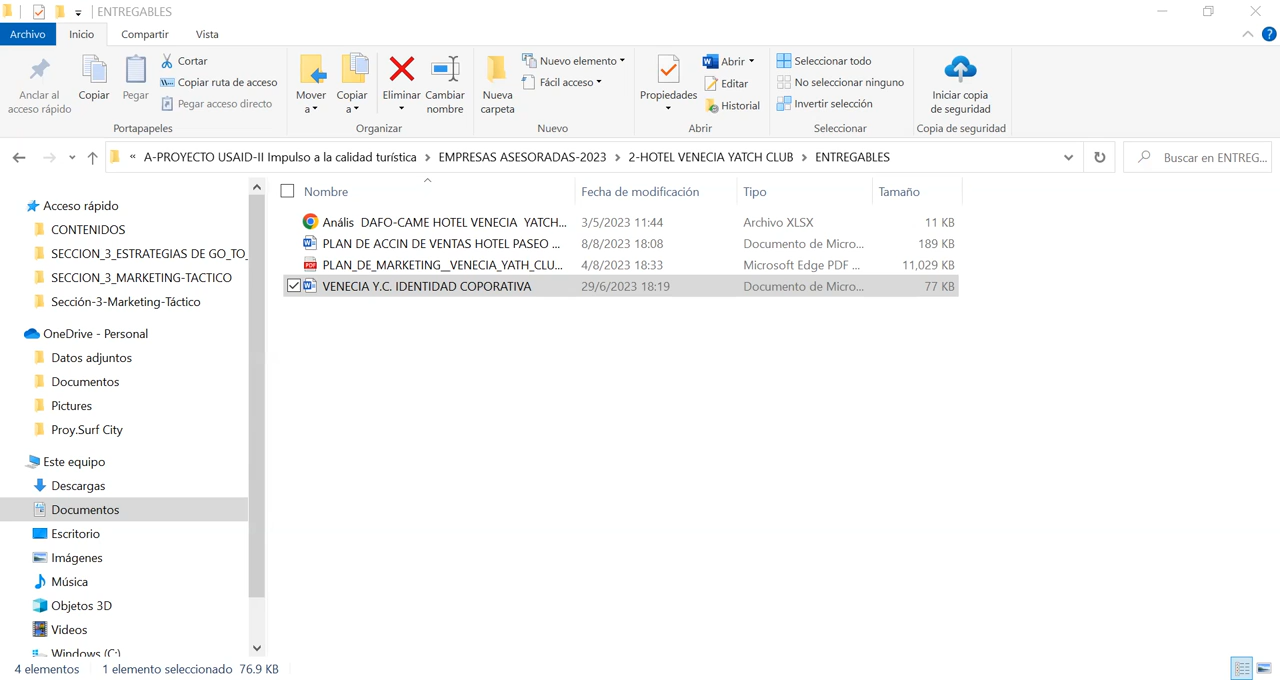 ENTREGABLES
Archivo Inicio Compartir Vista
Anclar al acceso rápido
Copiar
Pegar
Cortar
Copiar ruta de acceso
Pegar acceso directo
Portapapeles
Mover a
Copiar a
Eliminar
Cambiar nombre
Organizar
Nueva carpeta
Nuevo elemento
Fácil acceso
Nuevo
Propiedades
Abrir
Editar
Historial
Abrir
Seleccionar todo
No seleccionar ninguno
Invertir selección
Seleccionar
Iniciar copia de seguridad
Copia de seguridad
« A-PROYECTO USAID-II Impulso a la calidad turística > EMPRESAS ASESORADAS-2023 > 2-HOTEL VENECIA YATCH CLUB > ENTREGABLES
Buscar en ENTREG...
Nombre Fecha de modificación Tipo Tamaño
Anális DAFO-CAME HOTEL VENECIA YATCH... 3/5/2023 11:44 Archivo XLSX 11 KB
PLAN DE ACCIN DE VENTAS HOTEL PASEO ... 8/8/2023 18:08 Documento de Micro... 189 KB
PLAN_DE_MARKETING__VENECIA_YATH_CLU... 4/8/2023 18:33 Microsoft Edge PDF ... 11,029 KB
VENECIA Y.C. IDENTIDAD COPORATIVA 29/6/2023 18:19 Documento de Micro... 77 KB
Acceso rápido
CONTENIDOS
SECCION_3_ESTRATEGIAS DE GO_TO_
SECCION_3_MARKETING-TACTICO
Sección-3-Marketing-Táctico
OneDrive - Personal
Datos adjuntos
Documentos
Pictures
Proy.Surf City
Este equipo
Descargas
Documentos
Escritorio
Imágenes
Música
Objetos 3D
Videos
Windows (C:)
4 elementos 1 elemento seleccionado 76.9 KB